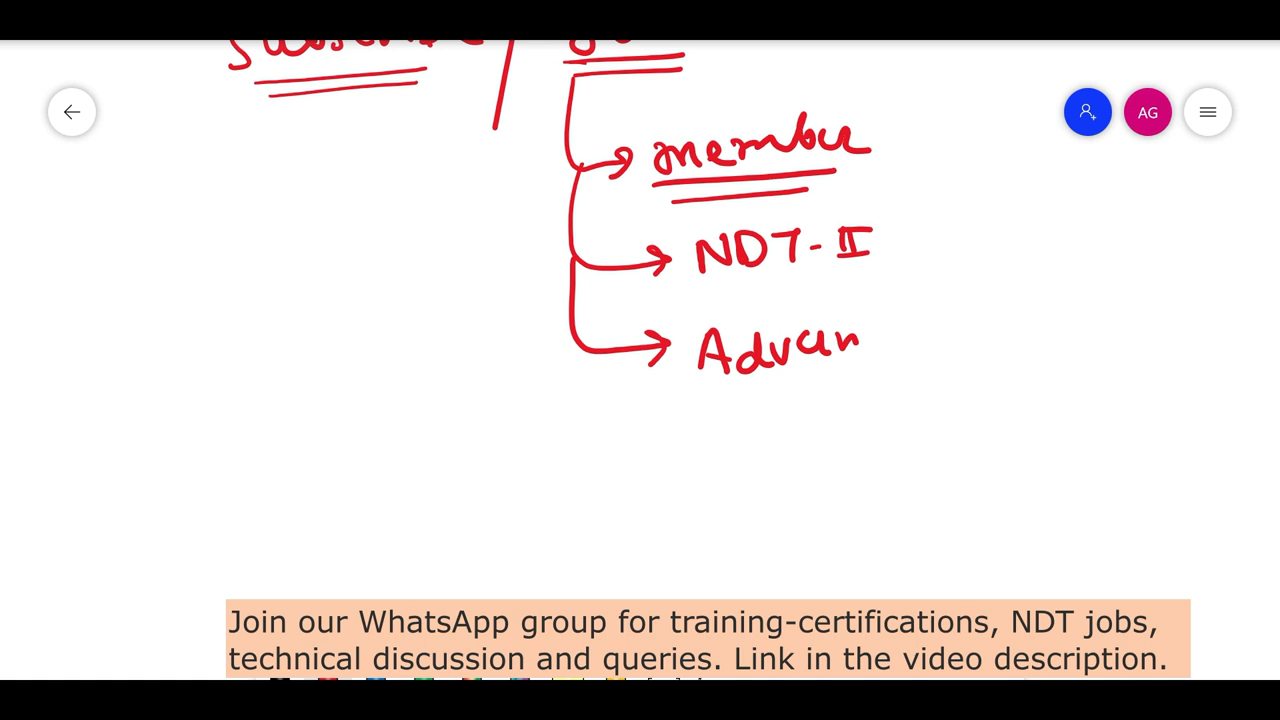 AG
member
NDT-II
Advan
Join our WhatsApp group for training-certifications, NDT jobs,
technical discussion and queries. Link in the video description.